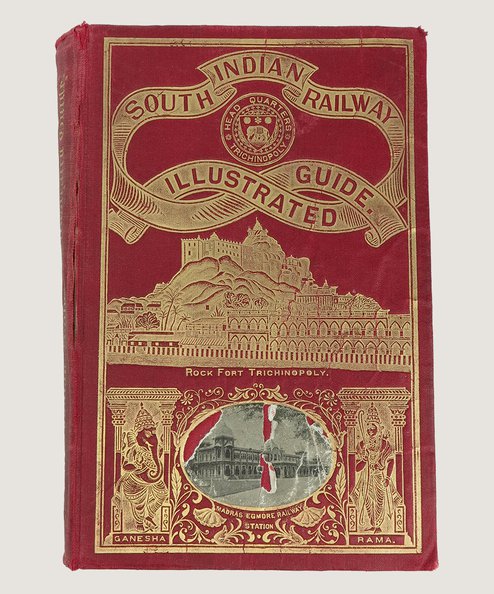 SOUTH INDIAN RAILWAY
HEAD QUARTERS
TRICHINOPOLY
ILLUSTRATED GUIDE.
ROCK FORT TRICHINOPOLY.
MADRAS EGMORE RAILWAY
STATION
GANESHA
RAMA.